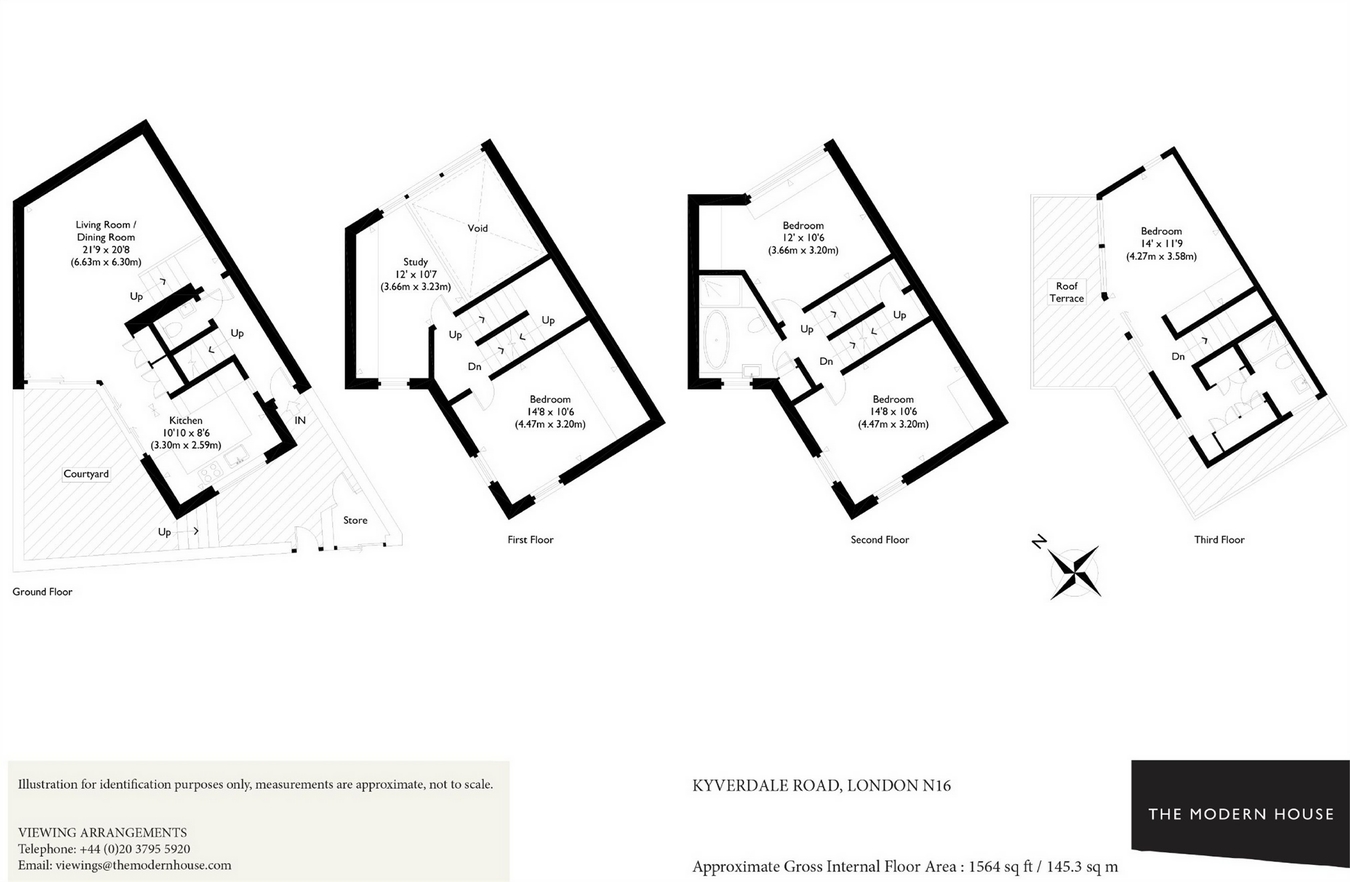 Living Room /
Dining Room
21'9 x 20'8
(6.63m x 6.30m)
Up
Up
Kitchen
10'10 x 8'6
(3.30m x 2.59m)
IN
Courtyard
Up
Store
Ground Floor
Void
Study
12' x 10'7
(3.66m x 3.23m)
Up
Up
Dn
Bedroom
14'8 x 10'6
(4.47m x 3.20m)
First Floor
Bedroom
12' x 10'6
(3.66m x 3.20m)
Up
Up
Dn
Bedroom
14'8 x 10'6
(4.47m x 3.20m)
Second Floor
Bedroom
14' x 11'9
(4.27m x 3.58m)
Roof
Terrace
Dn
Third Floor
N
Illustration for identification purposes only, measurements are approximate, not to scale.
VIEWING ARRANGEMENTS
Telephone: +44 (0)20 3795 5920
Email: viewings@themodernhouse.com
KYVERDALE ROAD, LONDON N16
Approximate Gross Internal Floor Area : 1564 sq ft / 145.3 sq m
THE MODERN HOUSE